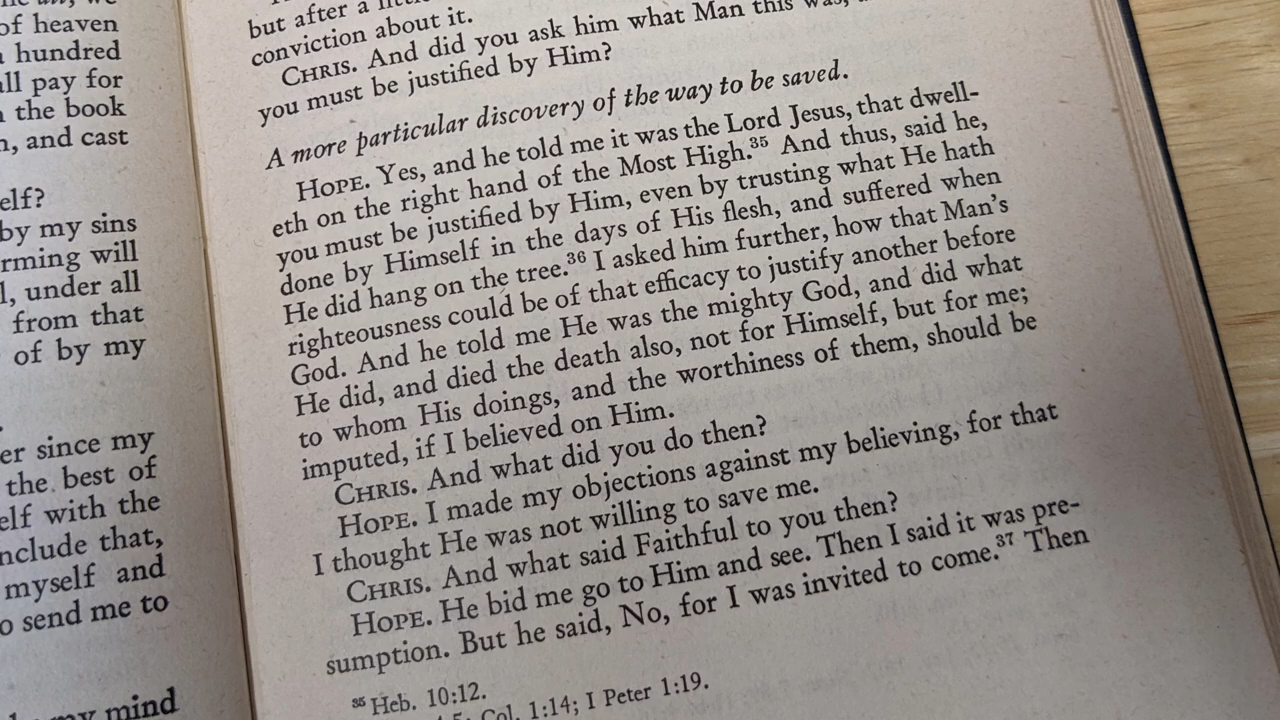 of heaven
hundred
all pay for
the book
and cast
elf?
by my sins
rming will
l, under all
from that
of by my
er since my
the best of
elf with the
nclude that,
myself and
o send me to
my mind
but after a
conviction about it.
CHRIS. And did you ask him what Man this was,
you must be justified by Him?
A more particular discovery of the way to be saved.
HOPE. Yes, and he told me it was the Lord Jesus, that dwell-
eth on the right hand of the Most High.35 And thus, said he,
you must be justified by Him, even by trusting what He hath
done by Himself in the days of His flesh, and suffered when
He did hang on the tree.36 I asked him further, how that Man's
righteousness could be of that efficacy to justify another before
God. And he told me He was the mighty God, and did what
He did, and died the death also, not for Himself, but for me;
to whom His doings, and the worthiness of them, should be
imputed, if I believed on Him.
CHRIS. And what did you do then?
HOPE. I made my objections against my believing, for that
I thought He was not willing to save me.
CHRIS. And what said Faithful to you then?
HOPE. He bid me go to Him and see. Then I said it was pre-
sumption. But he said, No, for I was invited to come.37 Then
35 Heb. 10:12.
Col. 1:14; I Peter 1:19.